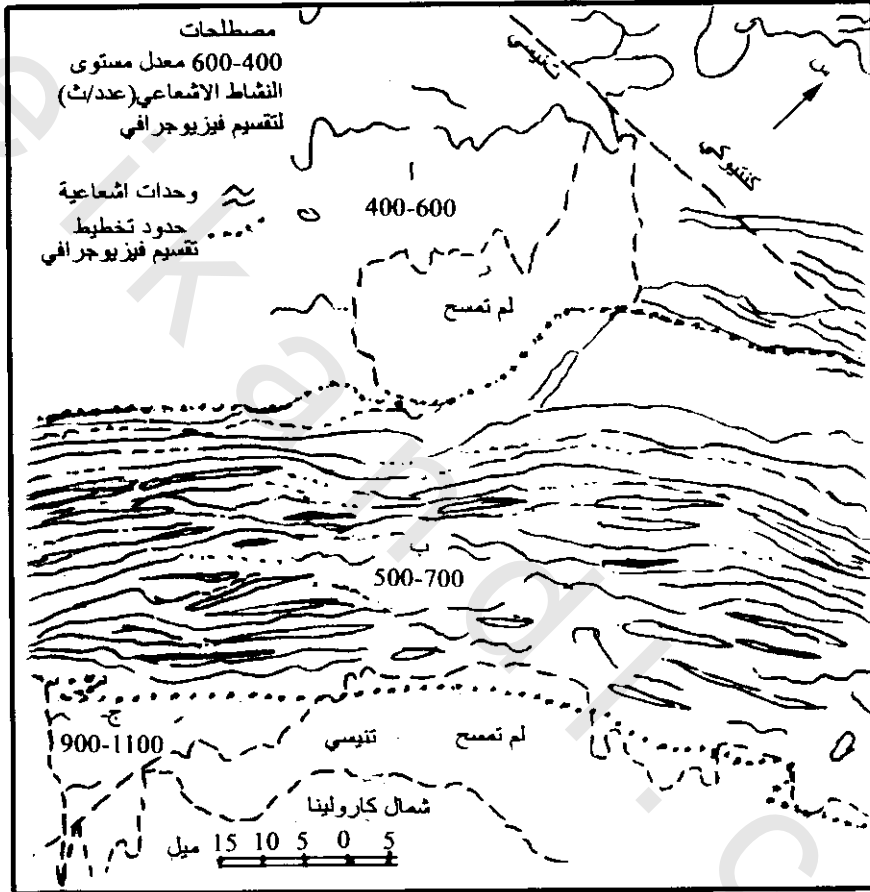 مصطلحات
400-600 معدل مستوى
النشاط الاشعاعي(عدد/ث)
لتقسيم فيزيوجرافي
وحدات اشعاعية
حدود تخطيط
تقسيم فيزيوجرافي
تنيسي
كنتيوكي
ش
أ
400-600
لم تمسح
ب
500-700
ج
900-1100
تنيسي
لم تمسح
شمال كارولينا
ميل 15 10 5 0 5